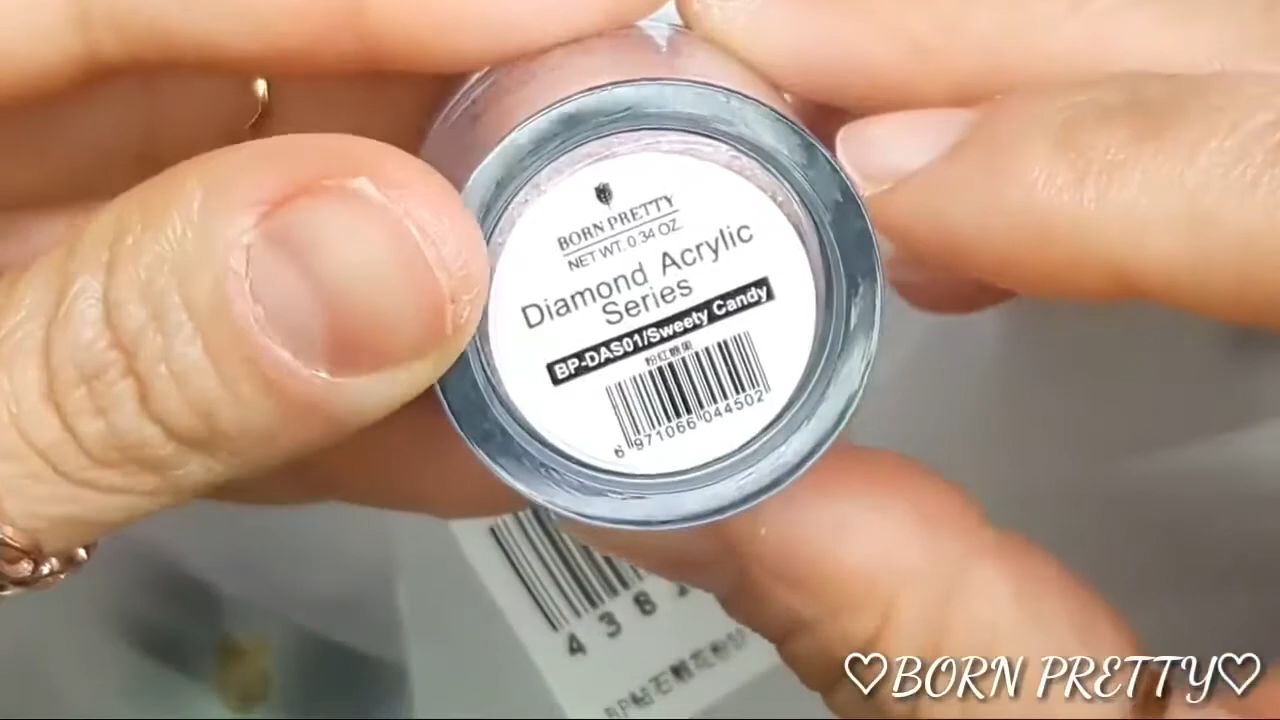 BORN PRETTY
NET WT. 0.34 OZ.
Diamond Acrylic
Series
BP-DAS01/Sweety Candy
粉红糖果
6 971066 044502
4 3 8
♡BORN PRETTY♡